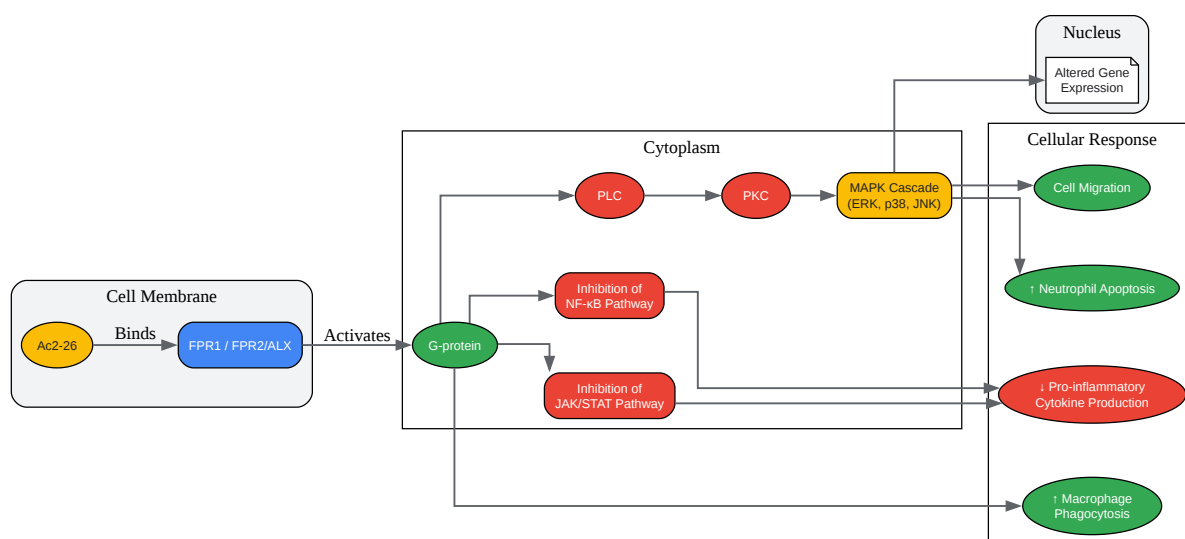 Nucleus
Altered Gene
Expression
Cytoplasm
Cellular Response
PLC
PKC
MAPK Cascade
(ERK, p38, JNK)
Cell Migration
Cell Membrane
Inhibition of
NF-κB Pathway
↑ Neutrophil Apoptosis
Ac2-26
Binds
FPR1 / FPR2/ALX
Activates
G-protein
Inhibition of
JAK/STAT Pathway
↓ Pro-inflammatory
Cytokine Production
↑ Macrophage
Phagocytosis